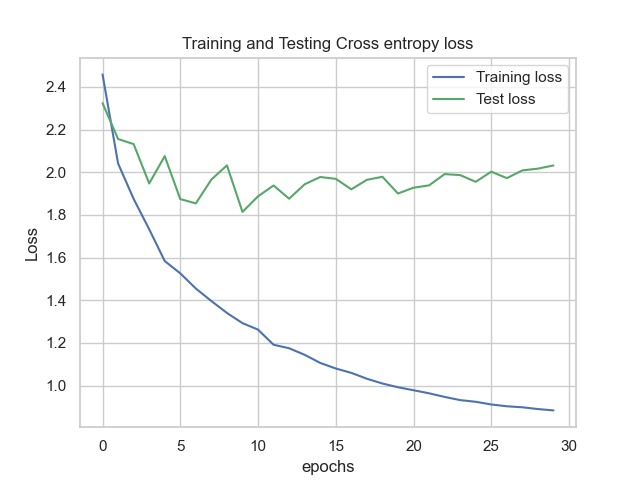 Training and Testing Cross entropy loss
Training loss
Test loss
2.4
2.2
2.0
1.8
1.6
1.4
1.2
1.0
Loss
0 5 10 15 20 25 30
epochs